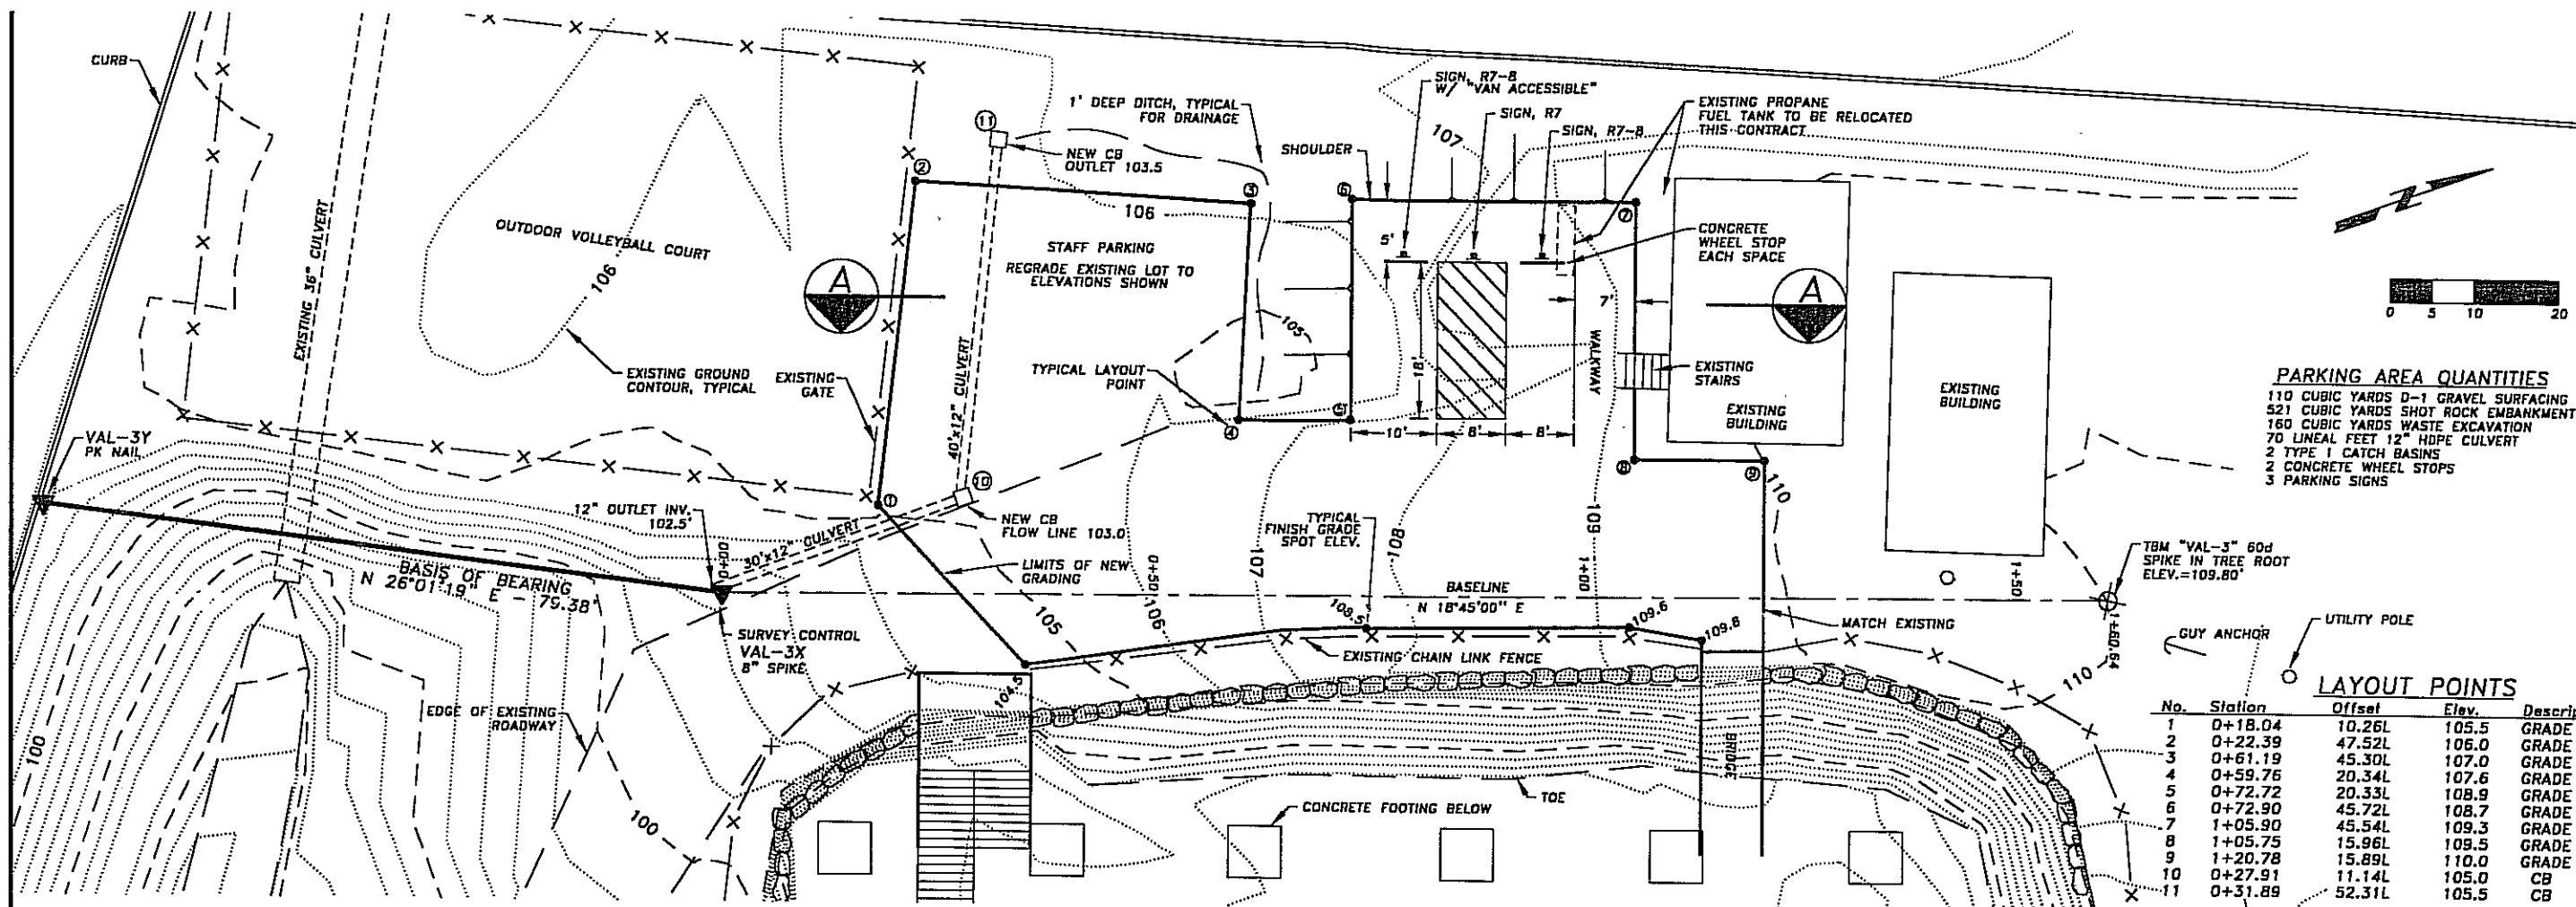 CURB
EXISTING 36" CULVERT
OUTDOOR VOLLEYBALL COURT
106
EXISTING GROUND
CONTOUR, TYPICAL
EXISTING
GATE
VAL-3Y
PK NAIL
BASIS OF BEARING
N 26°01'19" E - 79.38'
12" OUTLET INV.
102.5'
0+00
30'x12" CULVERT
SURVEY CONTROL
VAL-3X
8" SPIKE
EDGE OF EXISTING
ROADWAY
100
100
A
1
2
3
4
5
6
7
8
9
10
11
NEW CB
OUTLET 103.5
1' DEEP DITCH, TYPICAL
FOR DRAINAGE
106
STAFF PARKING
REGRADE EXISTING LOT TO
ELEVATIONS SHOWN
40'x12" CULVERT
TYPICAL LAYOUT
POINT
105
NEW CB
FLOW LINE 103.0
LIMITS OF NEW
GRADING
105
0+50
106
107
108
109
1+00
110
1+50
104.5
108.5
109.6
109.8
TYPICAL
FINISH GRADE
SPOT ELEV.
BASELINE
N 18°45'00" E
EXISTING CHAIN LINK FENCE
MATCH EXISTING
BRIDGE
TOE
CONCRETE FOOTING BELOW
SHOULDER
SIGN, R7-8
W/ "VAN ACCESSIBLE"
107
SIGN, R7
SIGN, R7-8
EXISTING PROPANE
FUEL TANK TO BE RELOCATED
THIS CONTRACT
CONCRETE
WHEEL STOP
EACH SPACE
5'
18'
7'
10'
8'
8'
WALKWAY
EXISTING
STAIRS
EXISTING
BUILDING
A
EXISTING
BUILDING
0 5 10 20
PARKING AREA QUANTITIES
110 CUBIC YARDS D-1 GRAVEL SURFACING
521 CUBIC YARDS SHOT ROCK EMBANKMENT
160 CUBIC YARDS WASTE EXCAVATION
70 LINEAL FEET 12" HDPE CULVERT
2 TYPE 1 CATCH BASINS
2 CONCRETE WHEEL STOPS
3 PARKING SIGNS
TBM "VAL-3" 60d
SPIKE IN TREE ROOT
ELEV.=109.80'
1+60.64
110
GUY ANCHOR
UTILITY POLE
LAYOUT POINTS
No. Station Offset Elev. Descrip
1 0+18.04 10.26L 105.5 GRADE
2 0+22.39 47.52L 106.0 GRADE
3 0+61.19 45.30L 107.0 GRADE
4 0+59.76 20.34L 107.6 GRADE
5 0+72.72 20.33L 108.9 GRADE
6 0+72.90 45.72L 108.7 GRADE
7 1+05.90 45.54L 109.3 GRADE
8 1+05.75 15.96L 109.5 GRADE
9 1+20.78 15.89L 110.0 GRADE
10 0+27.91 11.14L 105.0 CB
11 0+31.89 52.31L 105.5 CB